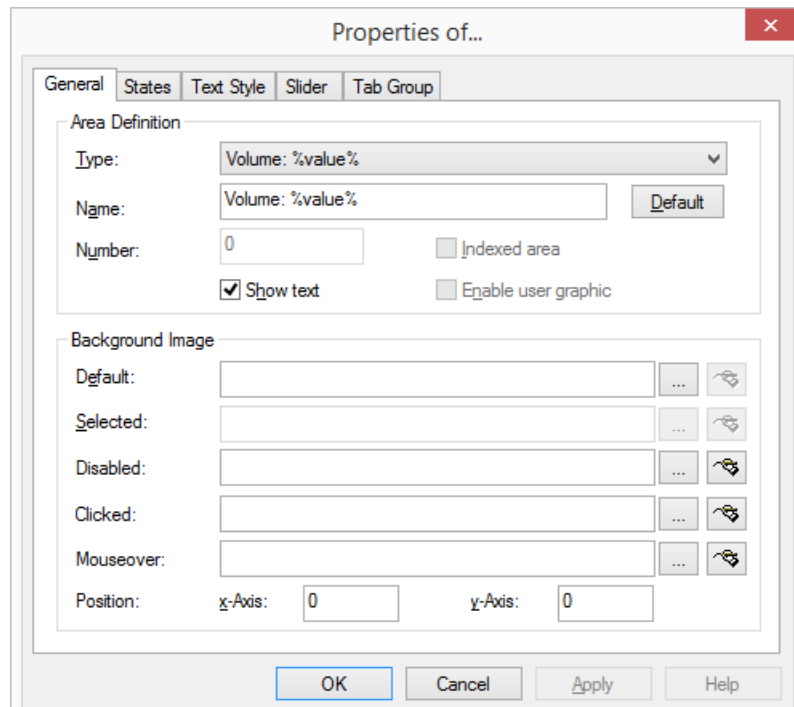 Properties of...
General States Text Style Slider Tab Group
Area Definition
Type: Volume: %value%
Name: Volume: %value% Default
Number: 0 Indexed area
Show text Enable user graphic
Background Image
Default: ...
Selected: ...
Disabled: ...
Clicked: ...
Mouseover: ...
Position: x-Axis: 0 y-Axis: 0
OK Cancel Apply Help